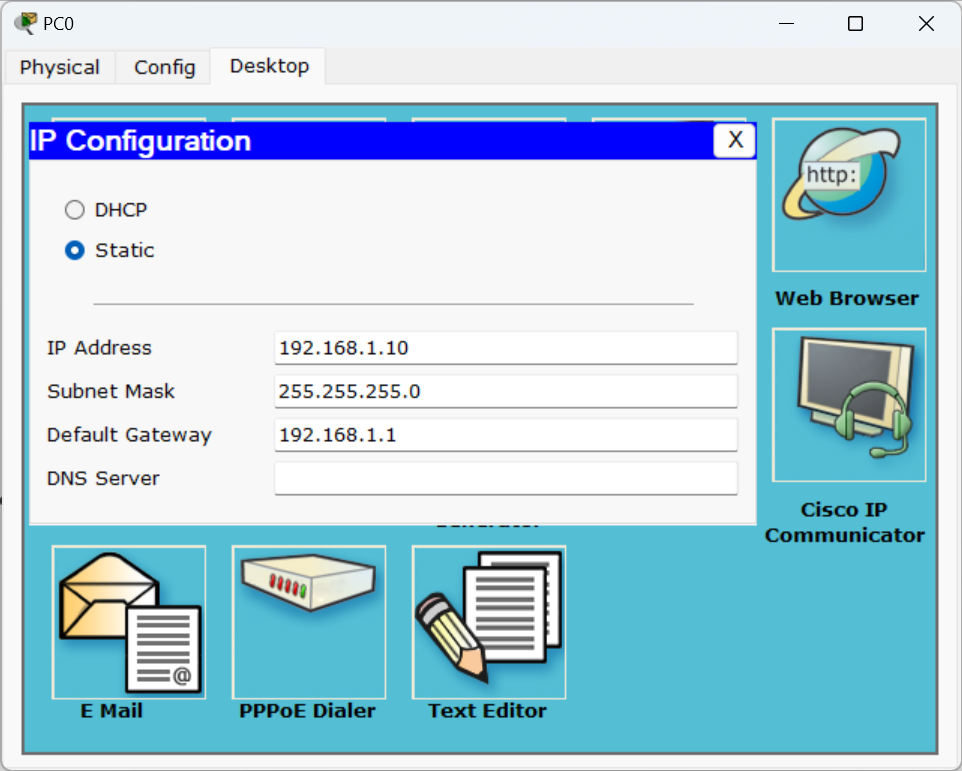 PC0
Physical Config Desktop
IP Configuration
X
DHCP
Static
IP Address 192.168.1.10
Subnet Mask 255.255.255.0
Default Gateway 192.168.1.1
DNS Server
http:
Web Browser
Cisco IP
Communicator
@
E Mail
PPPoE Dialer
Text Editor